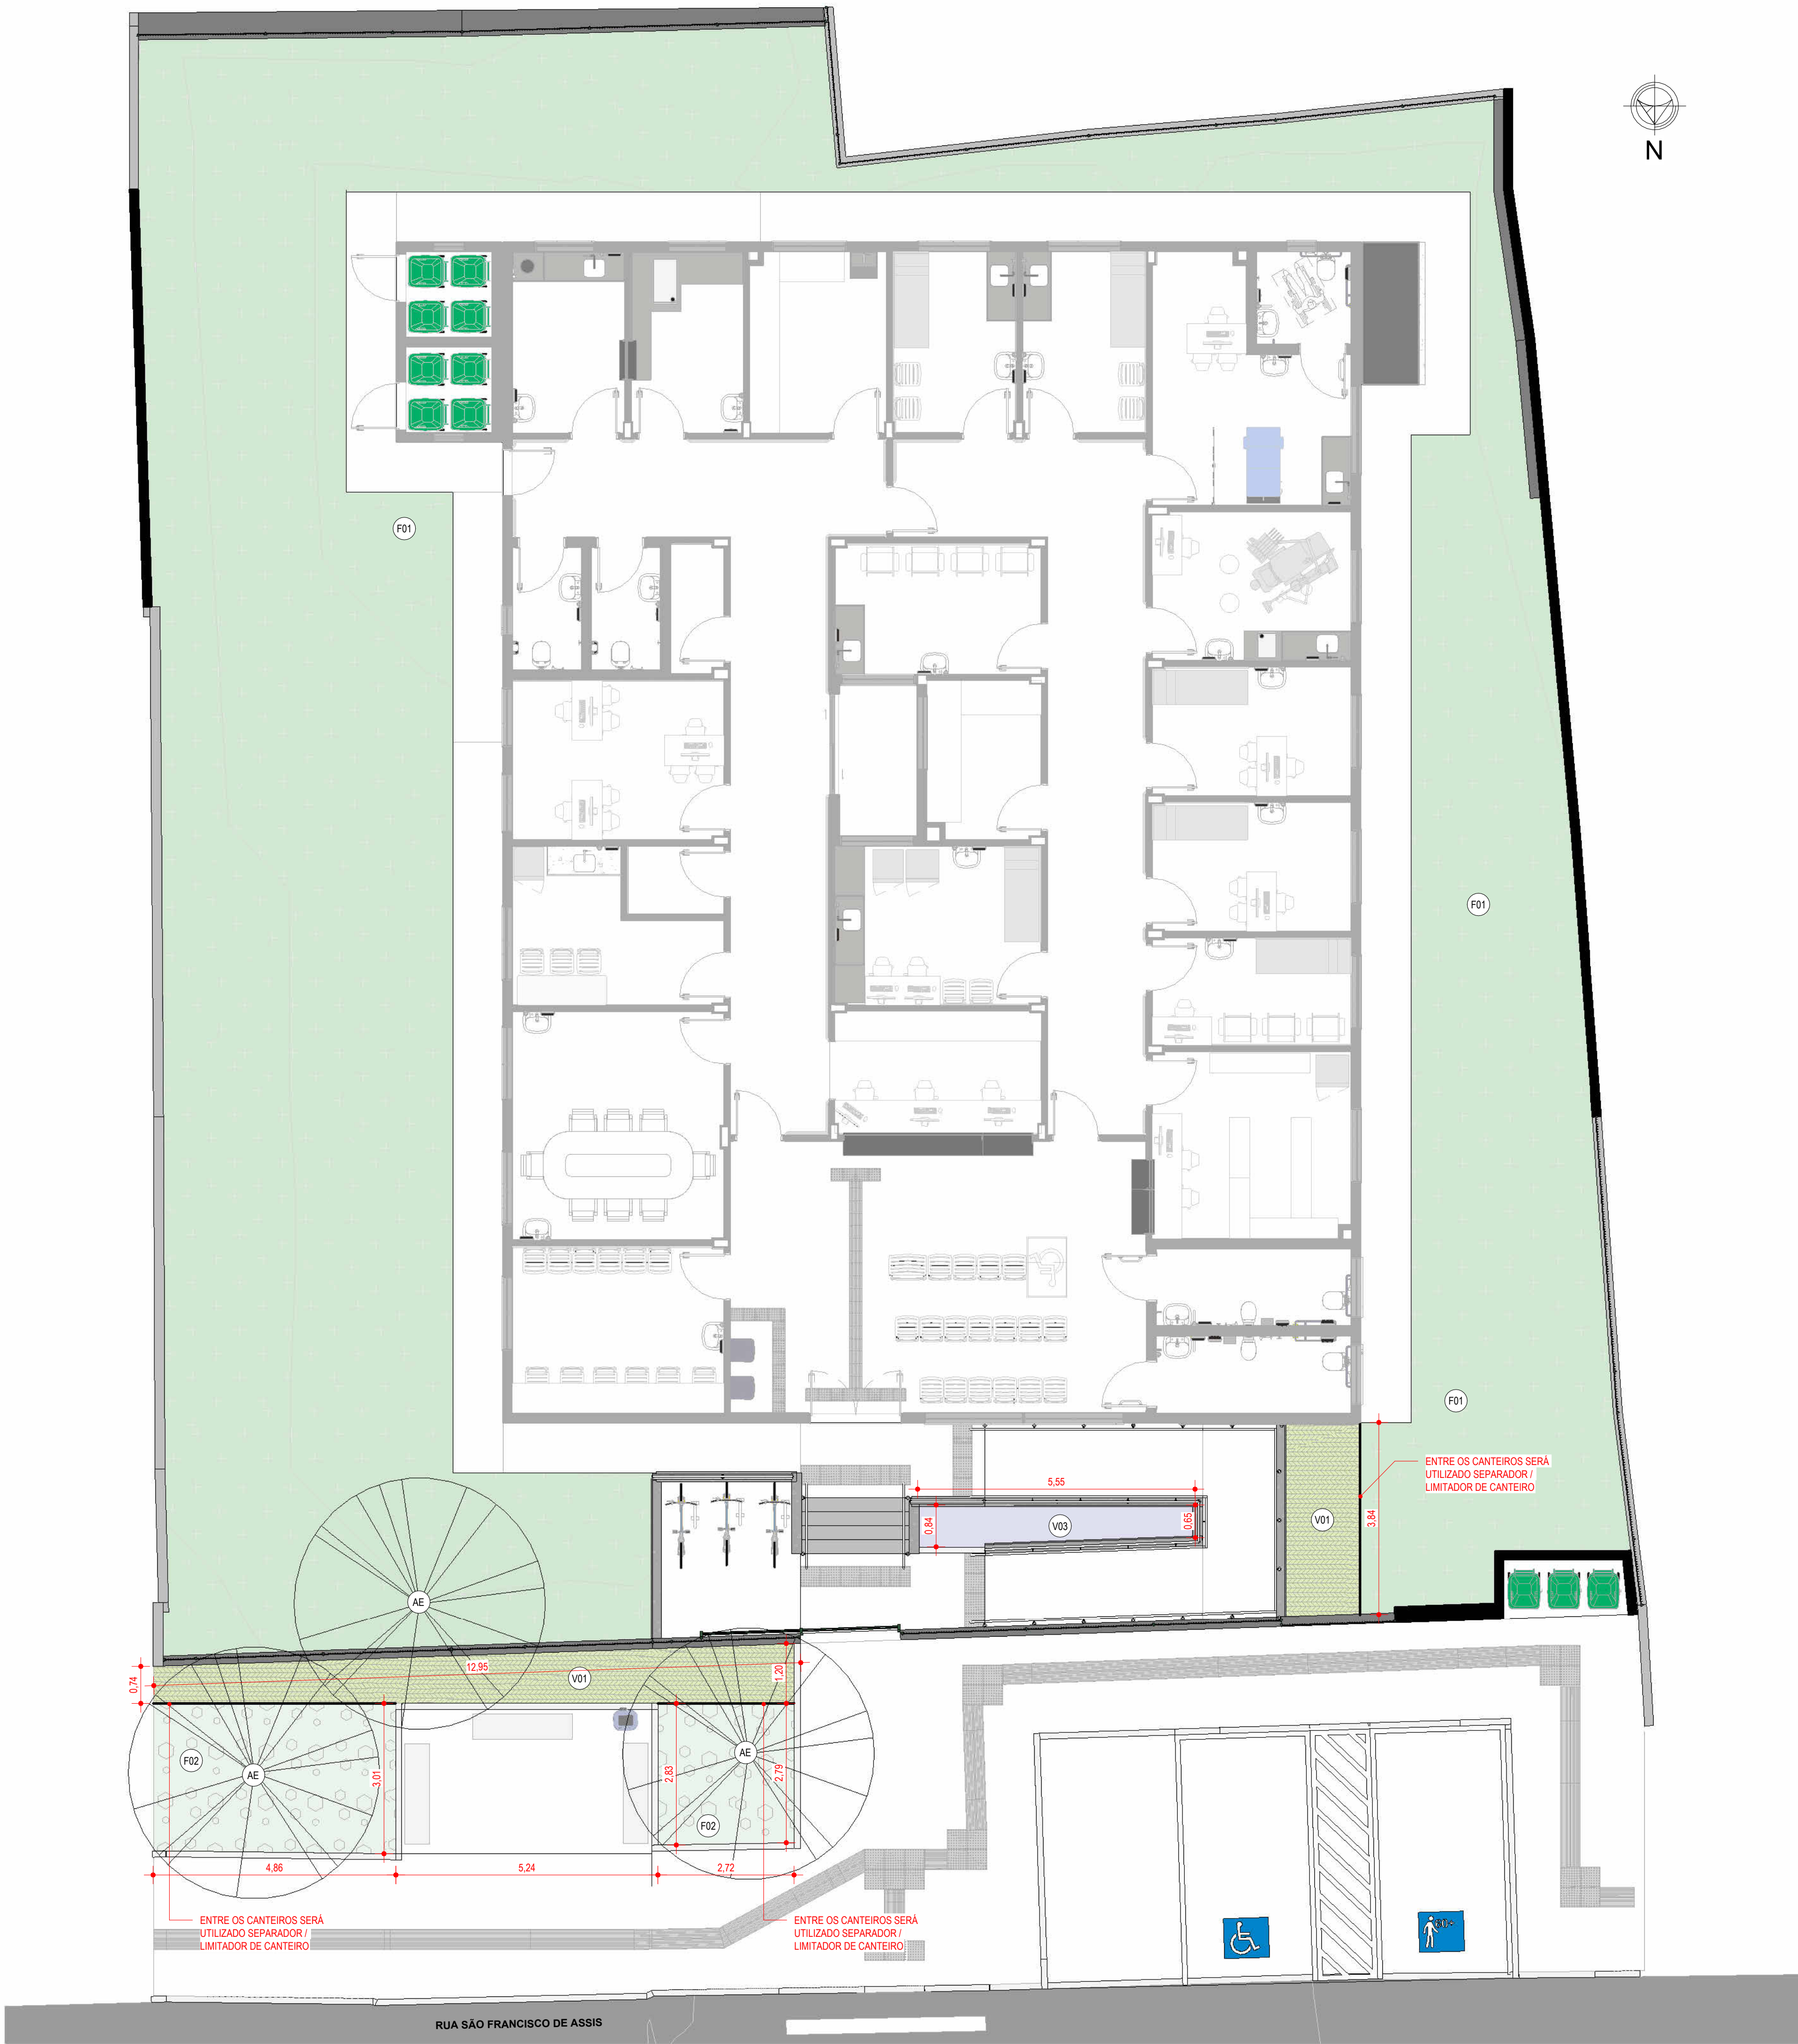 N
F01
F01
F01
ENTRE OS CANTEIROS SERÁ
UTILIZADO SEPARADOR /
LIMITADOR DE CANTEIRO
5,55
0,84
V03
0,65
V01
3,84
AE
0,74
12,95
V01
1,20
F02
AE
3,01
2,83
AE
2,79
F02
4,86
5,24
2,72
ENTRE OS CANTEIROS SERÁ
UTILIZADO SEPARADOR /
LIMITADOR DE CANTEIRO
ENTRE OS CANTEIROS SERÁ
UTILIZADO SEPARADOR /
LIMITADOR DE CANTEIRO
60+
RUA SÃO FRANCISCO DE ASSIS